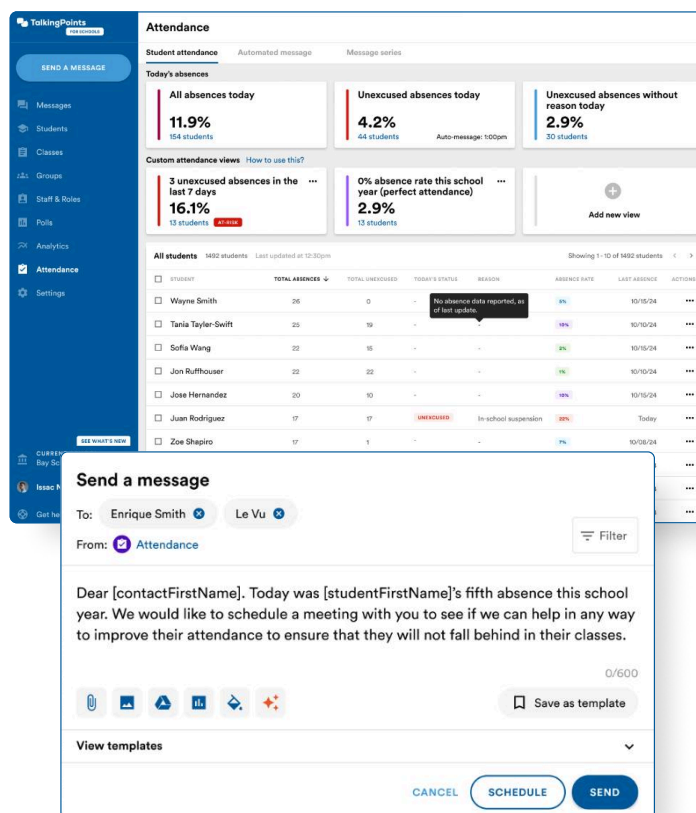 TalkingPoints
FOR SCHOOLS
SEND A MESSAGE
Messages
Students
Classes
Groups
Staff & Roles
Polls
Analytics
Attendance
Settings
SEE WHAT'S NEW
CURREN
Bay Sc
Issac N
Get he
Attendance
Student attendance Automated message Message series
Today's absences
All absences today
11.9%
154 students
Unexcused absences today
4.2%
44 students Auto-message: 1:00pm
Unexcused absences without
reason today
2.9%
30 students
Custom attendance views How to use this?
3 unexcused absences in the
last 7 days
16.1%
13 students AT-RISK
0% absence rate this school
year (perfect attendance)
2.9%
13 students
Add new view
All students 1492 students Last updated at 12:30pm Showing 1 - 10 of 1492 students
STUDENT TOTAL ABSENCES TOTAL UNEXCUSED TODAY'S STATUS REASON ABSENCE RATE LAST ABSENCE ACTIONS
No absence data reported, as
of last update.
Wayne Smith 26 0 - 5% 10/15/24
Tania Tayler-Swift 25 19 - - 10% 10/10/24
Sofia Wang 22 15 - - 2% 10/15/24
Jon Ruffhouser 22 22 - - 1% 10/10/24
Jose Hernandez 20 10 - - 10% 10/15/24
Juan Rodriguez 17 17 UNEXCUSED In-school suspension 22% Today
Zoe Shapiro 17 1 - - 7% 10/08/24
Send a message
To: Enrique Smith Le Vu
From: Attendance
Filter
Dear [contactFirstName]. Today was [studentFirstName]'s fifth absence this school
year. We would like to schedule a meeting with you to see if we can help in any way
to improve their attendance to ensure that they will not fall behind in their classes.
0/600
Save as template
View templates
CANCEL SCHEDULE SEND